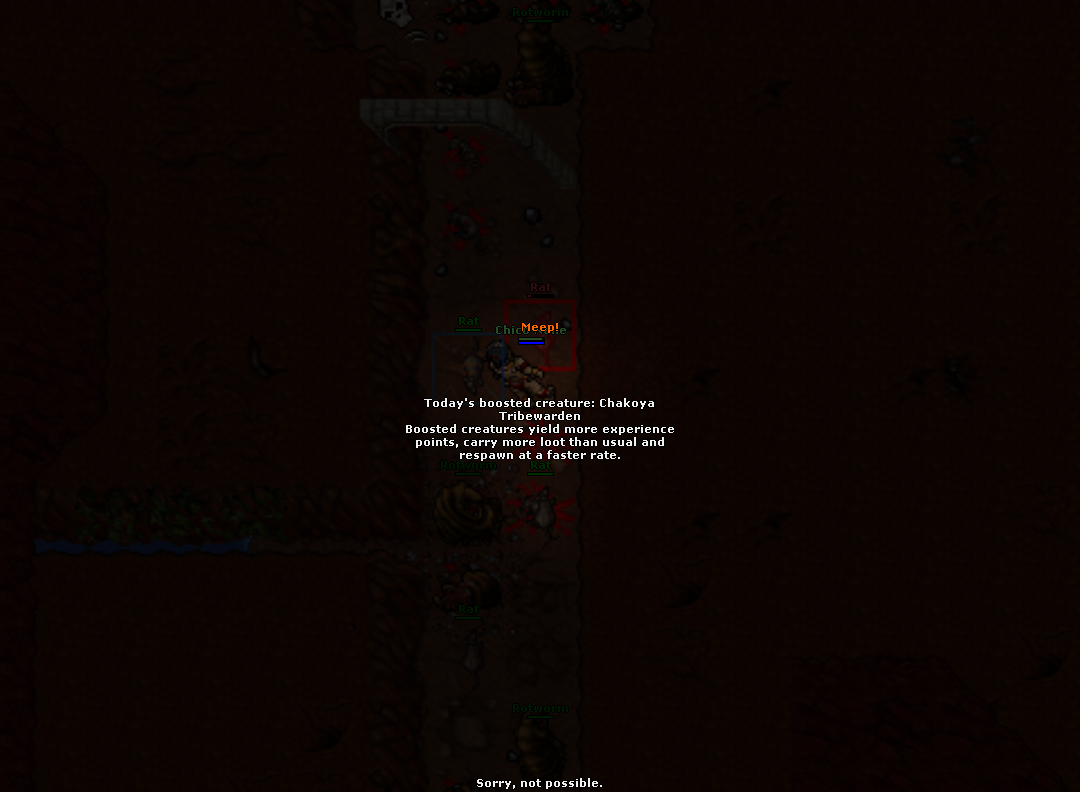 Rotworm
Rat
Rat
Meep!
Today's boosted creature: Chakoya
Tribewarden
Boosted creatures yield more experience
points, carry more loot than usual and
respawn at a faster rate.
Rotworm
Rat
Rat
Rotworm
Sorry, not possible.